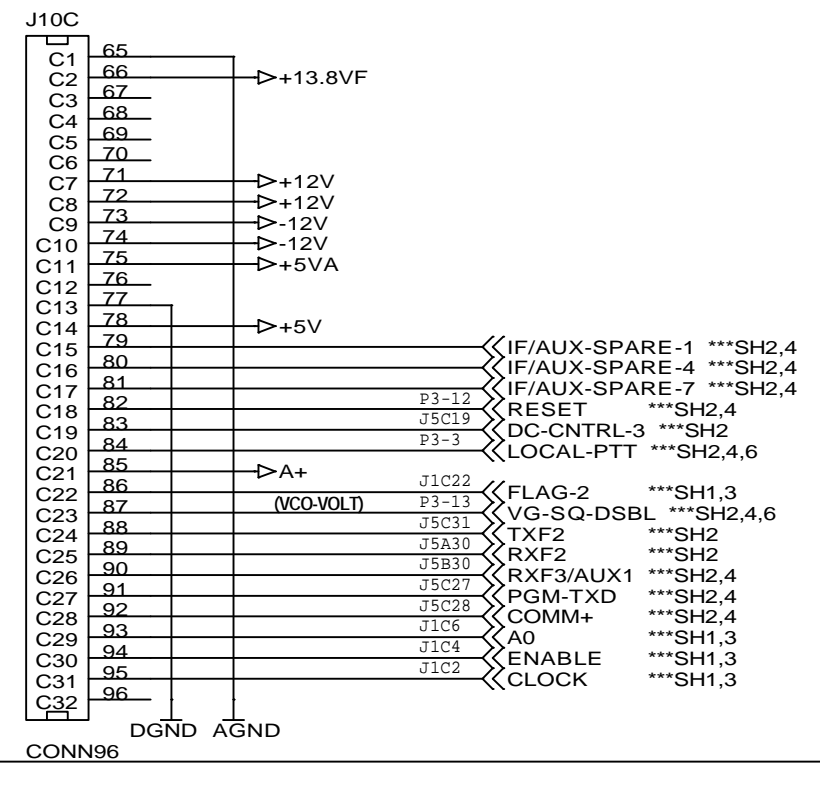 J10C
C1 65
C2 66 +13.8VF
C3 67
C4 68
C5 69
C6 70
C7 71 +12V
C8 72 +12V
C9 73 -12V
C10 74 -12V
C11 75 +5VA
C12 76
C13 77
C14 78 +5V
C15 79 IF/AUX-SPARE-1 ***SH2,4
C16 80 IF/AUX-SPARE-4 ***SH2,4
C17 81 IF/AUX-SPARE-7 ***SH2,4
C18 82 P3-12 RESET ***SH2,4
C19 83 J5C19 DC-CNTRL-3 ***SH2
C20 84 P3-3 LOCAL-PTT ***SH2,4,6
C21 85 A+
C22 86 J1C22 FLAG-2 ***SH1,3
C23 87 (VCO-VOLT) P3-13 VG-SQ-DSBL ***SH2,4,6
C24 88 J5C31 TXF2 ***SH2
C25 89 J5A30 RXF2 ***SH2
C26 90 J5B30 RXF3/AUX1 ***SH2,4
C27 91 J5C27 PGM-TXD ***SH2,4
C28 92 J5C28 COMM+ ***SH2,4
C29 93 J1C6 A0 ***SH1,3
C30 94 J1C4 ENABLE ***SH1,3
C31 95 J1C2 CLOCK ***SH1,3
C32 96
DGND AGND
CONN96